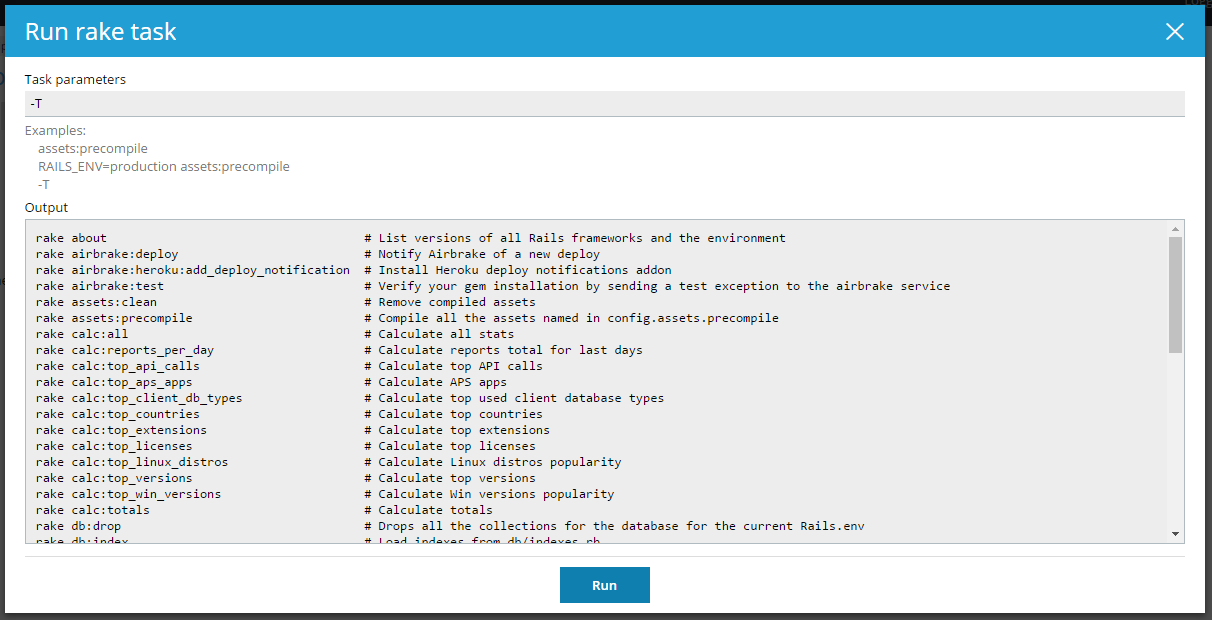 Run rake task
Task parameters
-T
Examples:
assets:precompile
RAILS_ENV=production assets:precompile
-T
Output
rake about # List versions of all Rails frameworks and the environment
rake airbrake:deploy # Notify Airbrake of a new deploy
rake airbrake:heroku:add_deploy_notification # Install Heroku deploy notifications addon
rake airbrake:test # Verify your gem installation by sending a test exception to the airbrake service
rake assets:clean # Remove compiled assets
rake assets:precompile # Compile all the assets named in config.assets.precompile
rake calc:all # Calculate all stats
rake calc:reports_per_day # Calculate reports total for last days
rake calc:top_api_calls # Calculate top API calls
rake calc:top_aps_apps # Calculate APS apps
rake calc:top_client_db_types # Calculate top used client database types
rake calc:top_countries # Calculate top countries
rake calc:top_extensions # Calculate top extensions
rake calc:top_licenses # Calculate top licenses
rake calc:top_linux_distros # Calculate Linux distros popularity
rake calc:top_versions # Calculate top versions
rake calc:top_win_versions # Calculate Win versions popularity
rake calc:totals # Calculate totals
rake db:drop # Drops all the collections for the database for the current Rails.env
rake db:index # Load indexes from db/indexes.rb
Run